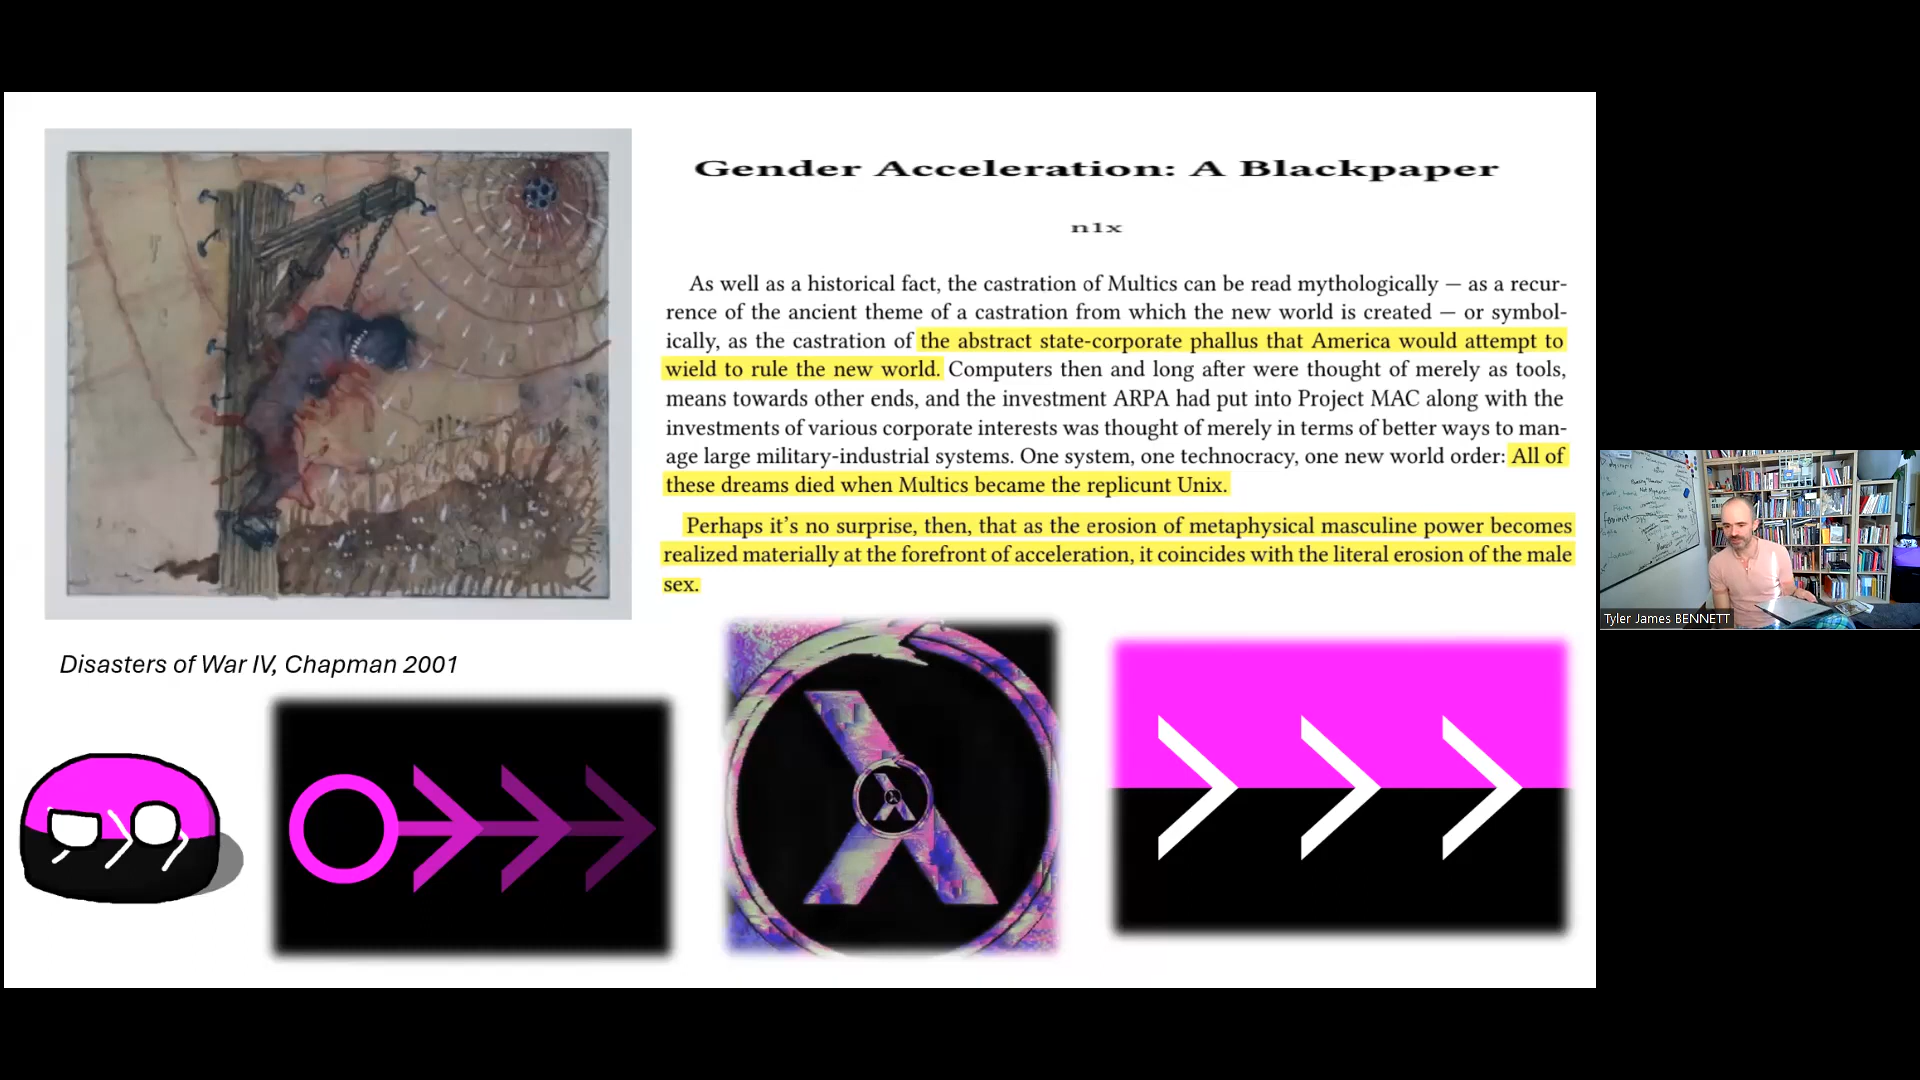 Gender Acceleration: A Blackpaper
n1x
As well as a historical fact, the castration of Multics can be read mythologically — as a recur-
rence of the ancient theme of a castration from which the new world is created — or symbol-
ically, as the castration of the abstract state-corporate phallus that America would attempt to
wield to rule the new world. Computers then and long after were thought of merely as tools,
means towards other ends, and the investment ARPA had put into Project MAC along with the
investments of various corporate interests was thought of merely in terms of better ways to man-
age large military-industrial systems. One system, one technocracy, one new world order: All of
these dreams died when Multics became the replicunt Unix.
Perhaps it's no surprise, then, that as the erosion of metaphysical masculine power becomes
realized materially at the forefront of acceleration, it coincides with the literal erosion of the male
sex.
Disasters of War IV, Chapman 2001
Tyler James BENNETT